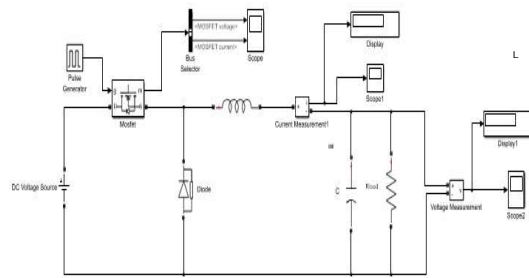 <MOSFET voltage>
<MOSFET current>
Bus
Selector
Scope
Display
L
Pulse
Generator
Mosfet
Scope1
Current Measurement1
Display1
DC Voltage Source
Diode
C
Rload
Voltage Measurement
Scope2